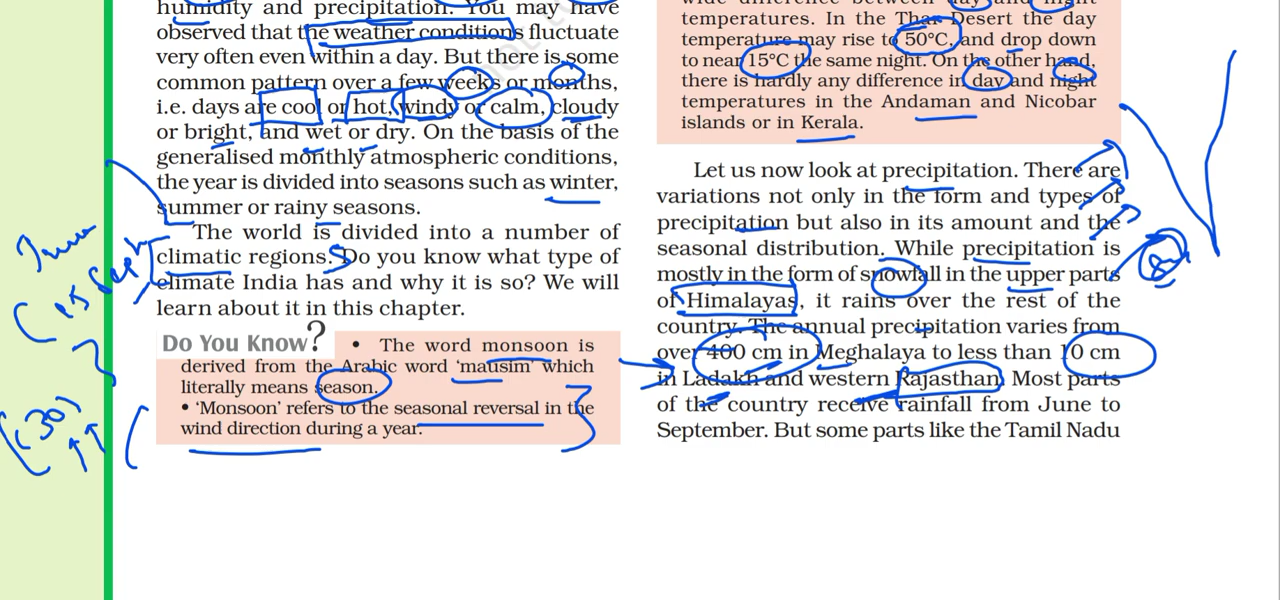 humidity and precipitation. You may have
observed that the weather conditions fluctuate
very often even within a day. But there is some
common pattern over a few weeks or months,
i.e. days are cool or hot, windy or calm, cloudy
or bright, and wet or dry. On the basis of the
generalised monthly atmospheric conditions,
the year is divided into seasons such as winter,
summer or rainy seasons.
The world is divided into a number of
climatic regions. Do you know what type of
climate India has and why it is so? We will
learn about it in this chapter.
Do You Know?
• The word monsoon is
derived from the Arabic word ‘mausim’ which
literally means season.
• ‘Monsoon’ refers to the seasonal reversal in the
wind direction during a year.
June
15 Sep
(30)
wide difference between day and night
temperatures. In the Thar Desert the day
temperature may rise to 50°C, and drop down
to near 15°C the same night. On the other hand,
there is hardly any difference in day and night
temperatures in the Andaman and Nicobar
islands or in Kerala.
Let us now look at precipitation. There are
variations not only in the form and types of
precipitation but also in its amount and the
seasonal distribution. While precipitation is
mostly in the form of snowfall in the upper parts
of Himalayas, it rains over the rest of the
country. The annual precipitation varies from
over 400 cm in Meghalaya to less than 10 cm
in Ladakh and western Rajasthan. Most parts
of the country receive rainfall from June to
September. But some parts like the Tamil Nadu